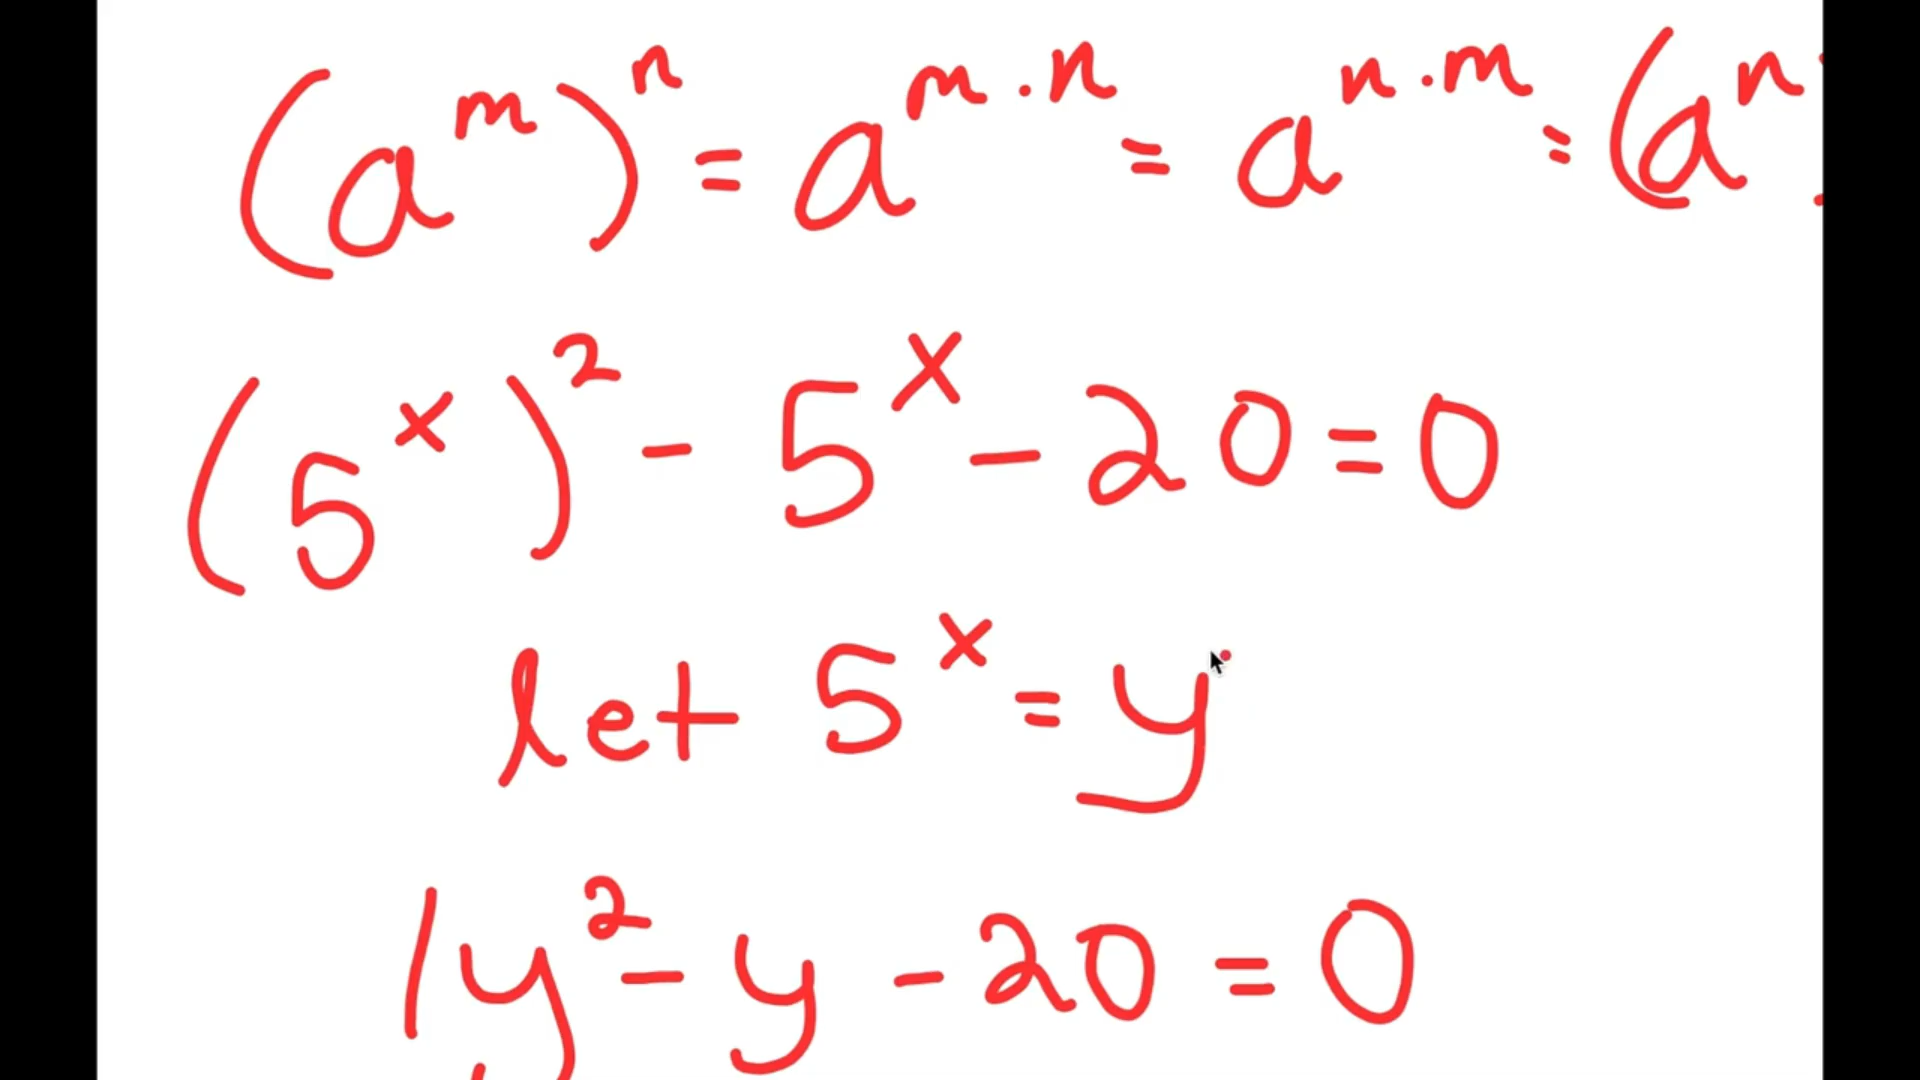 (a^m)^n = a^{m·n} = a^{n·m} = (a^n
(5^x)^2 - 5^x - 20 = 0
let 5^x = y
1y^2 - y - 20 = 0